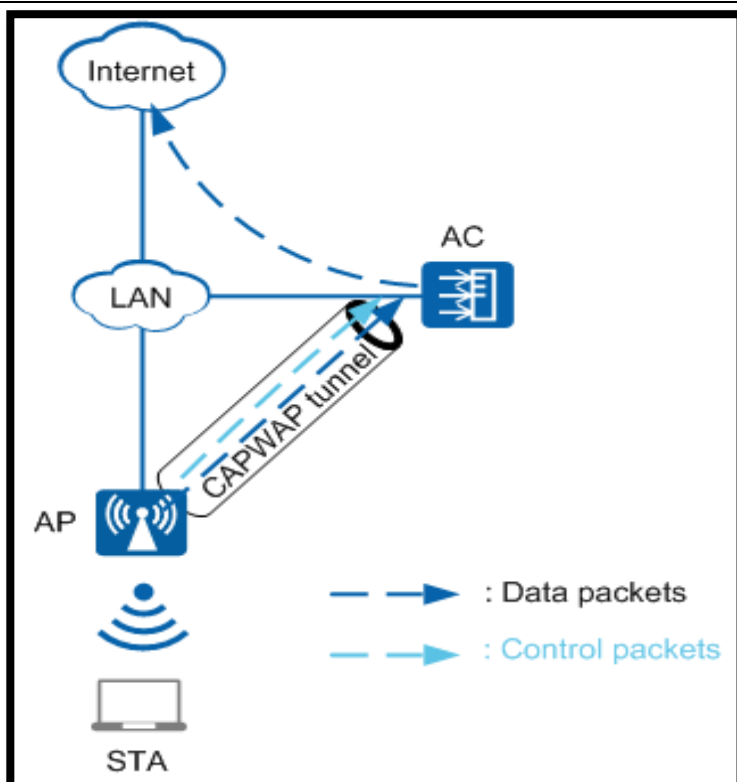 Internet
AC
LAN
CAPWAP tunnel
AP
: Data packets
: Control packets
STA